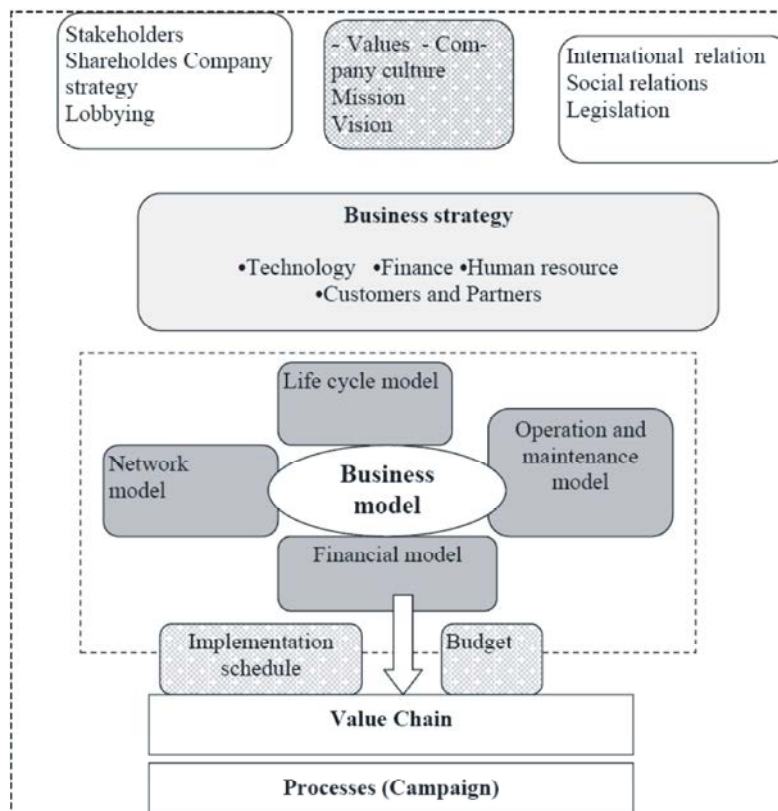 Stakeholders
Shareholdes Company
strategy
Lobbying
- Values - Com-
pany culture
Mission
Vision
International relation
Social relations
Legislation
Business strategy
•Technology •Finance •Human resource
•Customers and Partners
Life cycle model
Network
model
Business
model
Operation and
maintenance
model
Financial model
Implementation
schedule
Budget
Value Chain
Processes (Campaign)